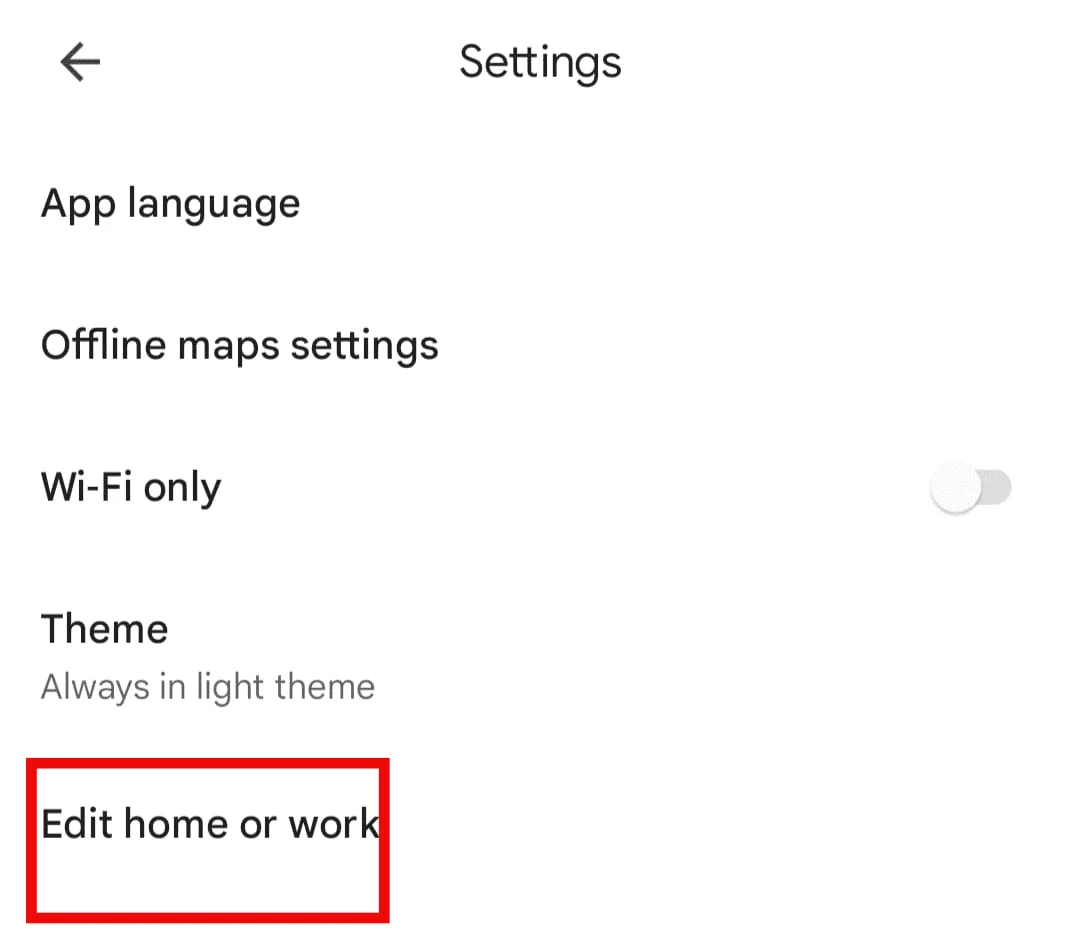 Settings
App language
Offline maps settings
Wi-Fi only
Theme
Always in light theme
Edit home or work